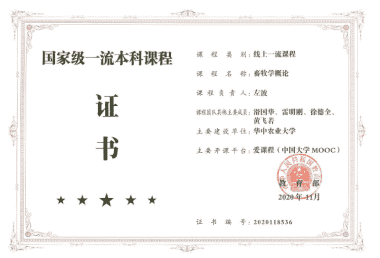 国家级一流本科课程
证
书
课程类别：线上一流课程
课程名称：畜牧学概论
课程负责人：左波
课程团队其他主要成员：滑国华、雷明刚、徐德全、
黄飞若
主要建设单位：华中农业大学
主要开课平台：爱课程（中国大学MOOC）
教育部
2020年11月
证书编号：2020118536